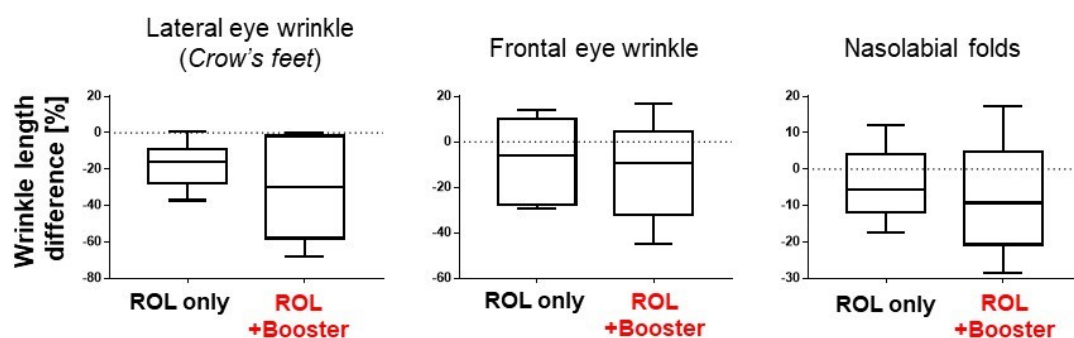 Lateral eye wrinkle
(Crow's feet)
Frontal eye wrinkle
Nasolabial folds
Wrinkle length
difference [%]
20
0
-20
-40
-60
-80
ROL only
ROL
+Booster
20
0
-20
-40
-60
ROL only
ROL
+Booster
20
10
0
-10
-20
-30
ROL only
ROL
+Booster